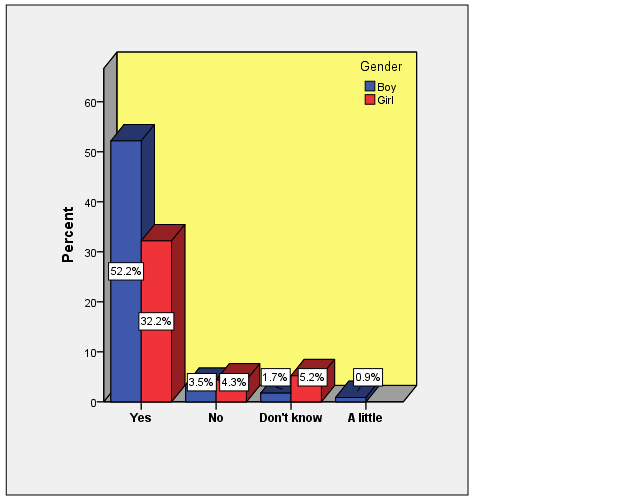 Gender
Boy
Girl
Percent
60
50
40
30
20
10
0
52.2%
32.2%
3.5%
4.3%
1.7%
5.2%
0.9%
Yes No Don't know A little